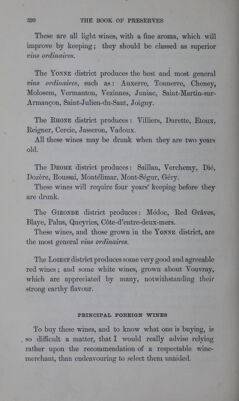 320 THE BOOK OF PRESERVES
These are all light wines, with a fine aroma, which will
improve by keeping; they should be classed as superior
vins ordinaires.
The YONNE district produces the best and most general
vins ordinaires, such as: Auxerre, Tonnerre, Cheney,
Molosem, Vermanton, Vezinnes, Junius, Saint-Martin-sur-
Armançon, Saint-Julien-du-Saut, Joigny.
The RHONE district produces: Villiers, Durette, Etoux,
Reigner, Cercie, Jasseron, Vadoux.
All these wines may be drunk when they are two years
old.
The DROME district produces: Saillan, Verchemy, Dié,
Dozère, Roussai, Montélimar, Mont-Ségur, Géry.
These wines will require four years' keeping before they
are drunk.
The GIRONDE district produces: Médoc, Red Grâves,
Blaye, Palus, Queyries, Côte-d'entre-deux-mers.
These wines, and those grown in the YONNE district, are
the most general vins ordinaires.
The LOIRET district produces some very good and agreeable
red wines; and some white wines, grown about Vouvray,
which are appreciated by many, notwithstanding their
strong earthy flavour.
PRINCIPAL FOREIGN WINES
To buy these wines, and to know what one is buying, is
so difficult a matter, that I would really advise relying
rather upon the recommendation of a respectable wine-
merchant, than endeavouring to select them unaided.